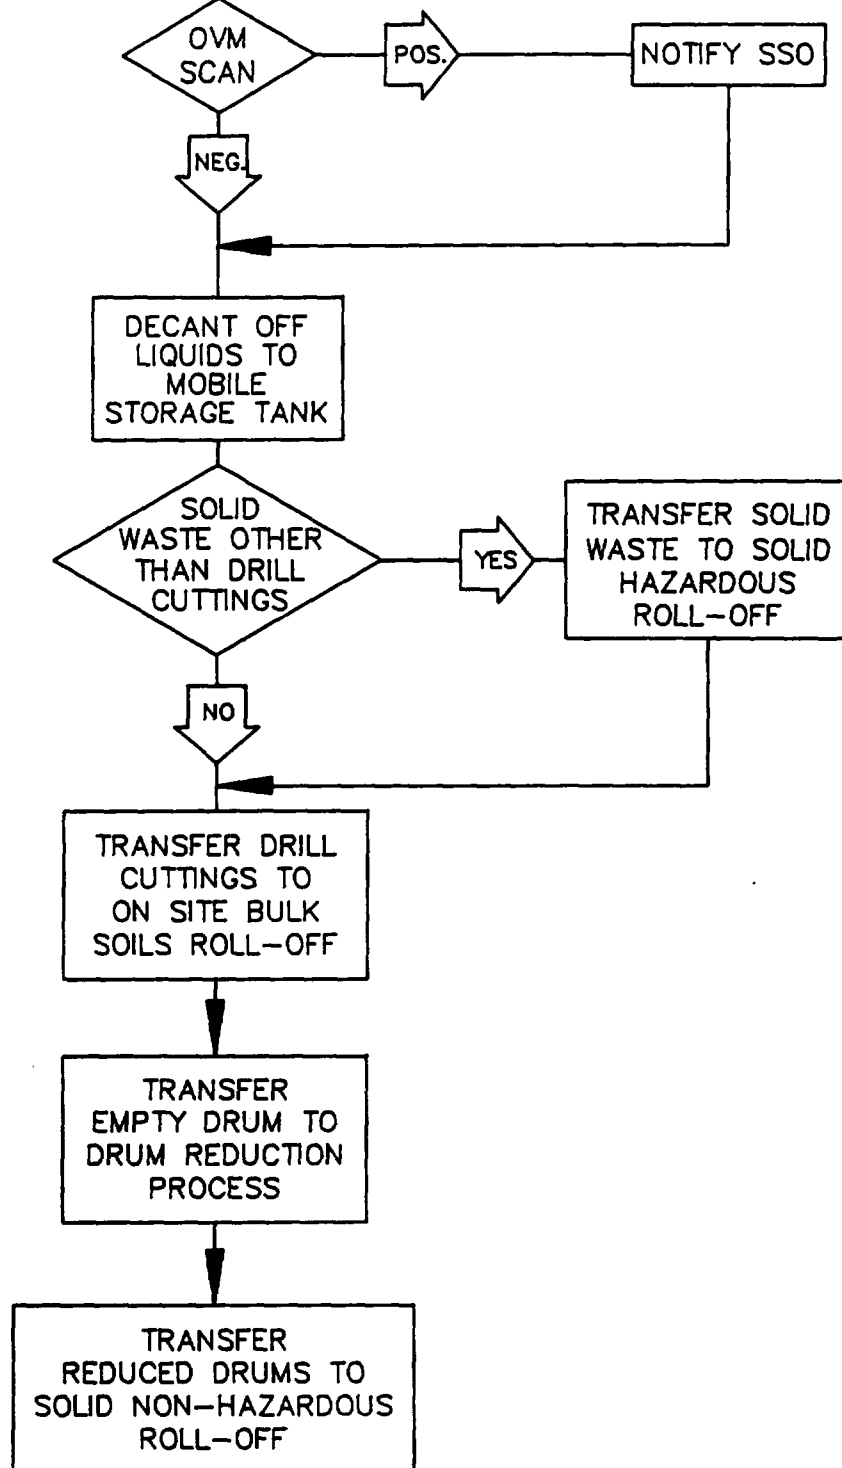 OVM
SCAN
POS.
NOTIFY SSO
NEG.
DECANT OFF
LIQUIDS TO
MOBILE
STORAGE TANK
SOLID
WASTE OTHER
THAN DRILL
CUTTINGS
YES
TRANSFER SOLID
WASTE TO SOLID
HAZARDOUS
ROLL-OFF
NO
TRANSFER DRILL
CUTTINGS TO
ON SITE BULK
SOILS ROLL-OFF
TRANSFER
EMPTY DRUM TO
DRUM REDUCTION
PROCESS
TRANSFER
REDUCED DRUMS TO
SOLID NON-HAZARDOUS
ROLL-OFF